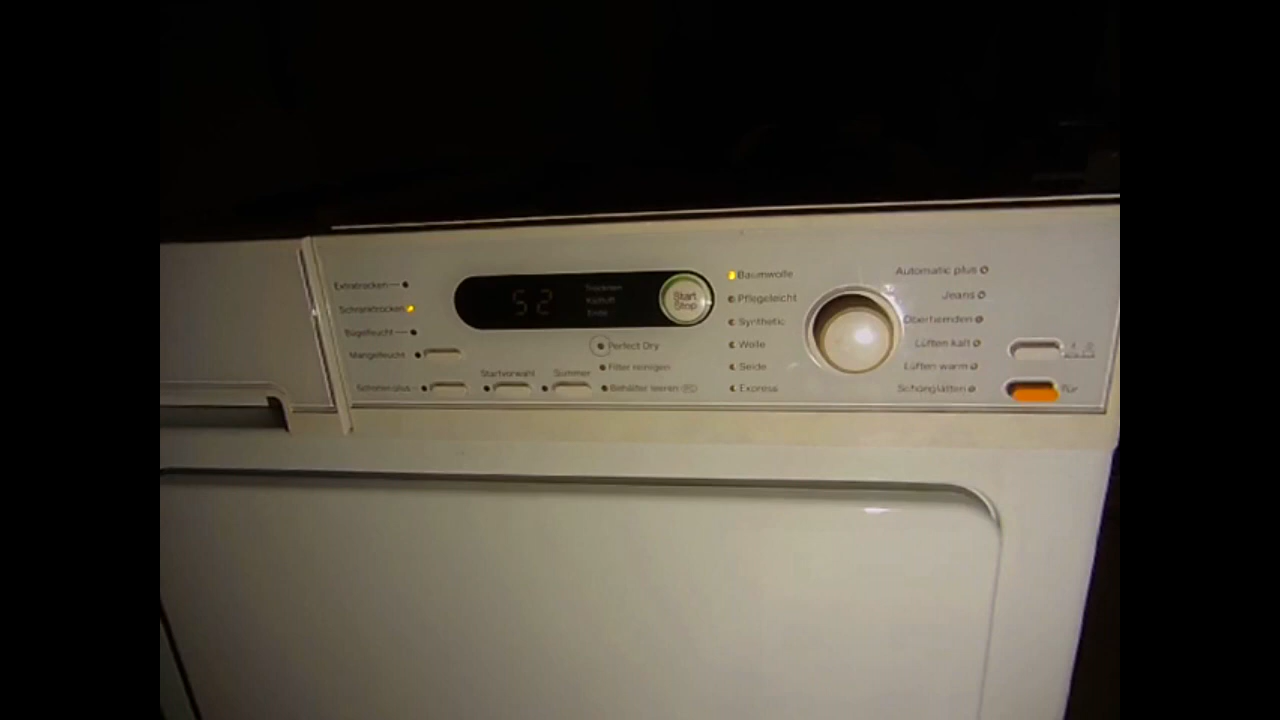 Extratrocken
Schranktrocken
Bügelfeucht
Mangelfeucht
Schonen plus
52
Trocknen
Kaltluft
Ende
Start
Stop
Perfect Dry
Filter reinigen
Behälter leeren
Startvorwahl
Summer
Baumwolle
Pflegeleicht
Synthetic
Wolle
Seide
Express
Automatic plus
Jeans
Oberhemden
Lüften kalt
Lüften warm
Schonglätten
Tür